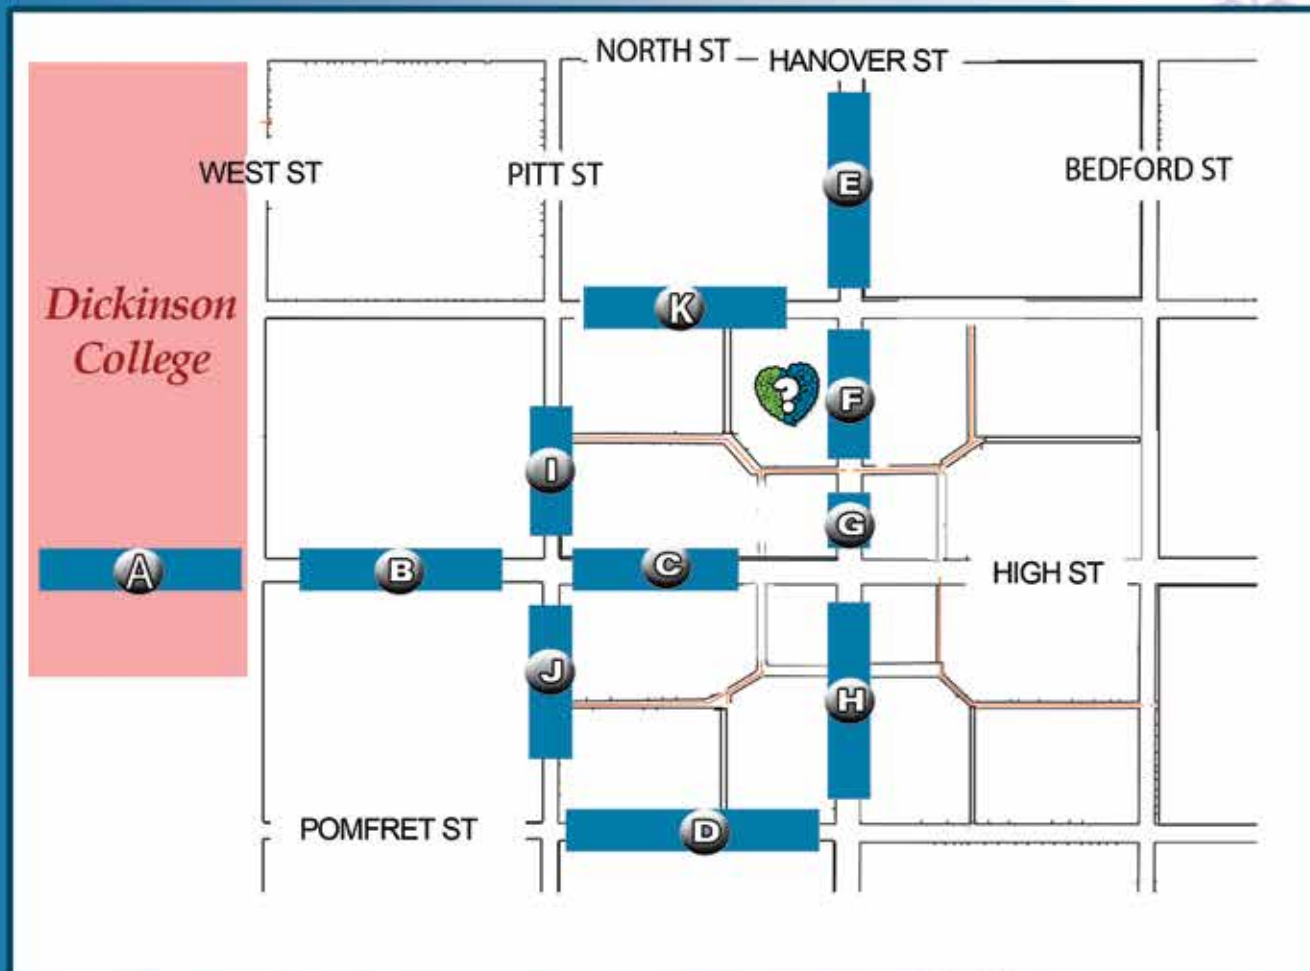 NORTH ST
HANOVER ST
WEST ST
PITT ST
BEDFORD ST
E
Dickinson
College
K
?
F
I
G
A
B
C
HIGH ST
J
H
POMFRET ST
D